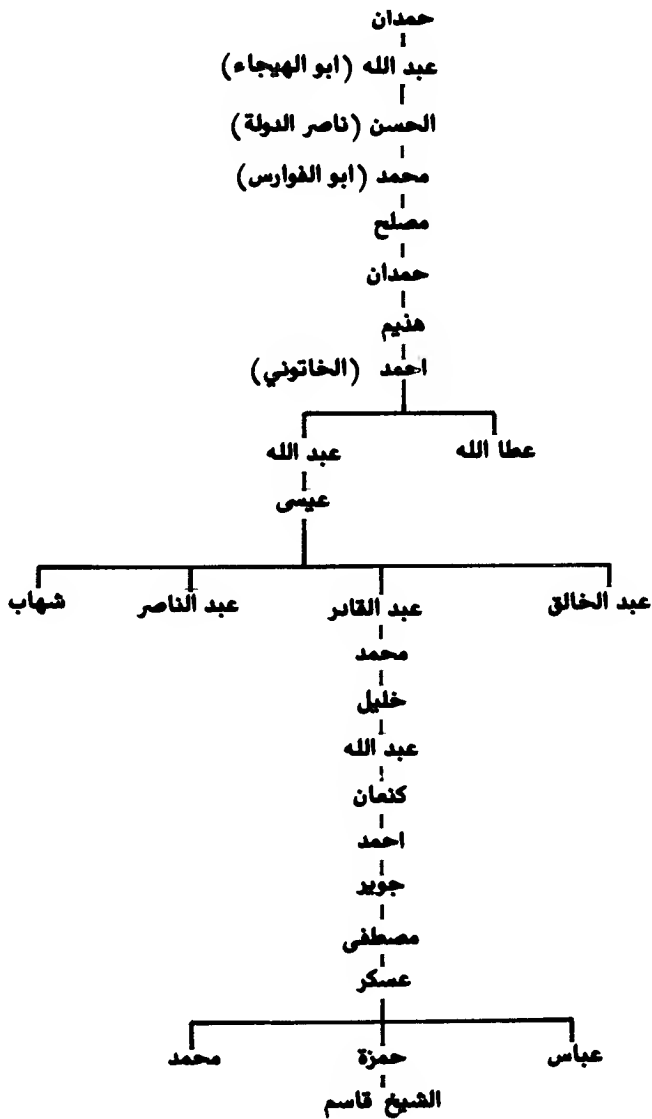 حمدان
عبد الله (ابو الهيجاء)
الحسن (ناصر الدولة)
محمد (ابو الفوارس)
مصلح
حمدان
هذيم
احمد (الخاتوني)
عطا الله عبد الله
عيسى
عبد الخالق عبد القادر عبد الناصر شهاب
محمد
خليل
عبد الله
كنعان
احمد
جوير
مصطفى
عسكر
عباس حمزة محمد
الشيخ قاسم